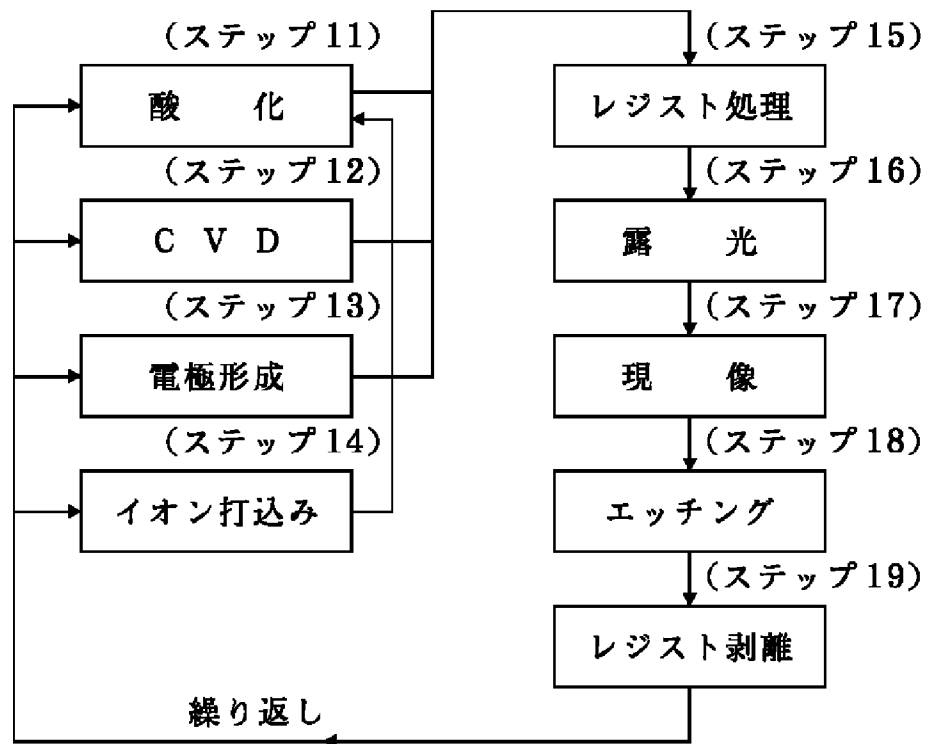 (ステップ11)
酸 化
(ステップ12)
C V D
(ステップ13)
電極形成
(ステップ14)
イオン打込み
(ステップ15)
レジスト処理
(ステップ16)
露 光
(ステップ17)
現 像
(ステップ18)
エッチング
(ステップ19)
レジスト剥離
繰り返し